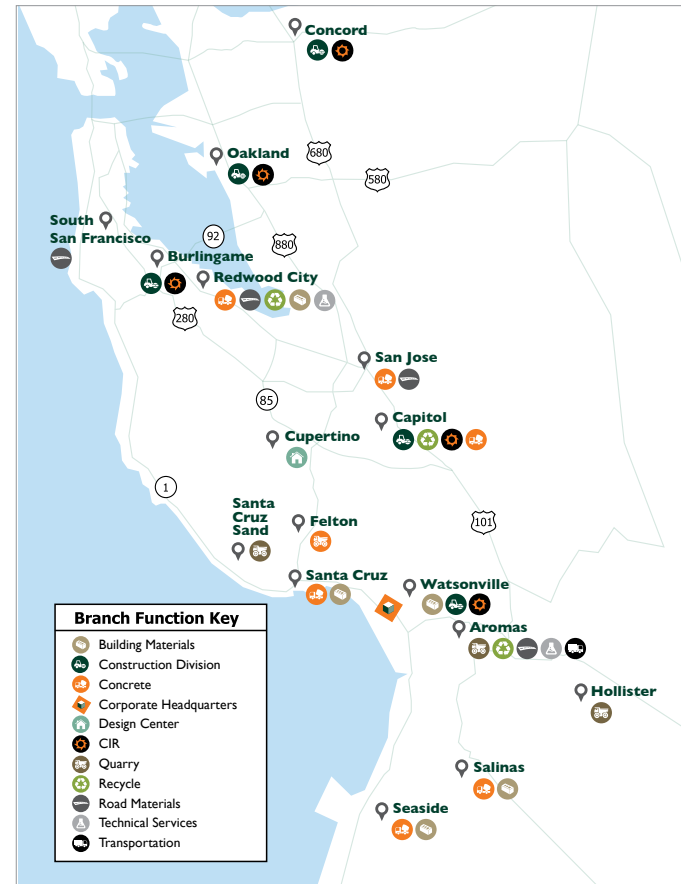 Concord
680
Oakland
580
South
San Francisco
92
880
Burlingame
Redwood City
280
San Jose
85
Capitol
Cupertino
1
Santa
Cruz
Sand
Felton
101
Santa Cruz
Watsonville
Aromas
Hollister
Salinas
Seaside
Branch Function Key
Building Materials
Construction Division
Concrete
Corporate Headquarters
Design Center
CIR
Quarry
Recycle
Road Materials
Technical Services
Transportation